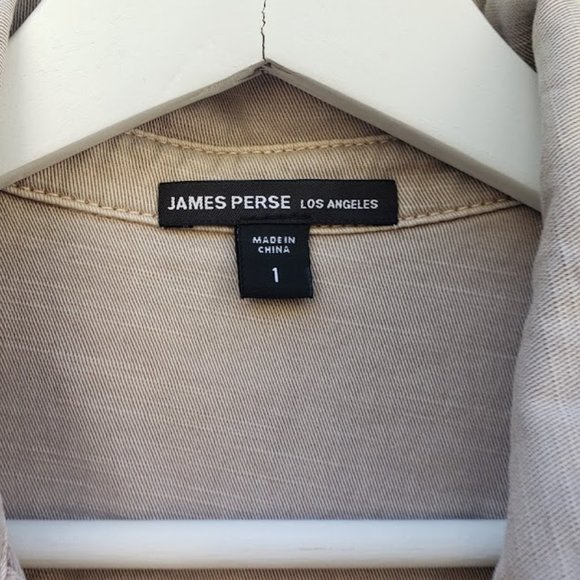 JAMES PERSE LOS ANGELES
MADE IN
CHINA
1